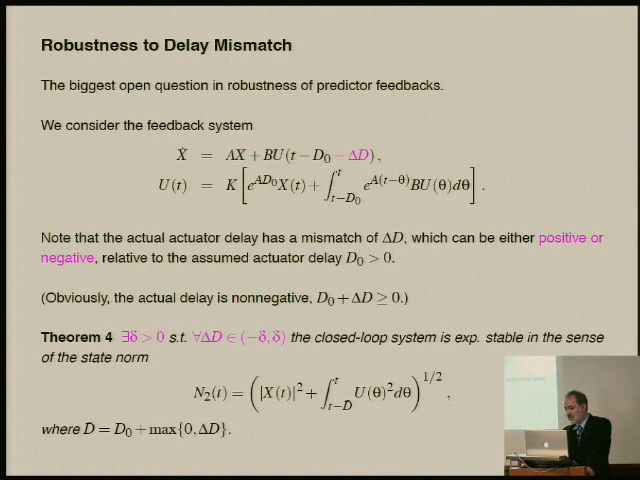 Robustness to Delay Mismatch
The biggest open question in robustness of predictor feedbacks.
We consider the feedback system
Ẋ = AX + BU(t − D₀ − ΔD),
U(t) = K[e^{AD₀}X(t) + ∫_{t−D₀}^{t} e^{A(t−θ)}BU(θ)dθ].
Note that the actual actuator delay has a mismatch of ΔD, which can be either positive or
negative, relative to the assumed actuator delay D₀ > 0.
(Obviously, the actual delay is nonnegative, D₀ + ΔD ≥ 0.)
Theorem 4 ∃δ > 0 s.t. ∀ΔD ∈ (−δ, δ) the closed-loop system is exp. stable in the sense
of the state norm
N₂(t) = (|X(t)|² + ∫_{t−D̄}^{t} U(θ)²dθ)^{1/2},
where D̄ = D₀ + max{0, ΔD}.